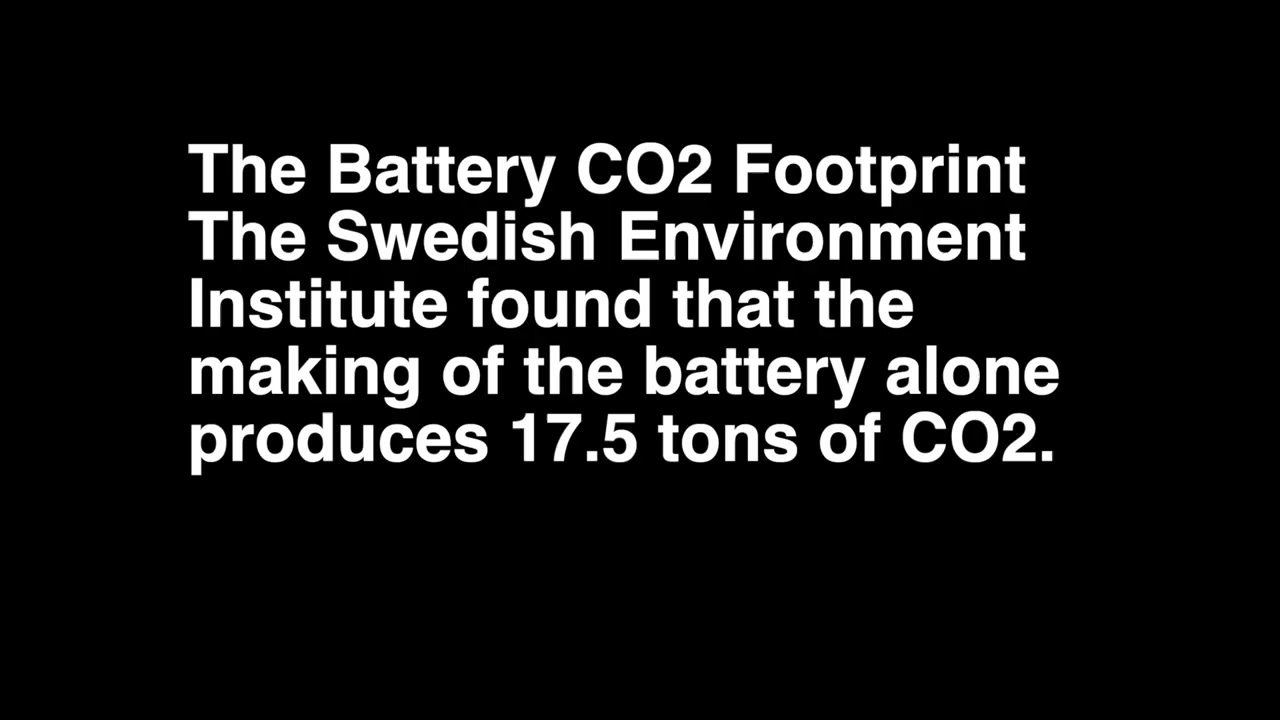 The Battery CO2 Footprint
The Swedish Environment
Institute found that the
making of the battery alone
produces 17.5 tons of CO2.